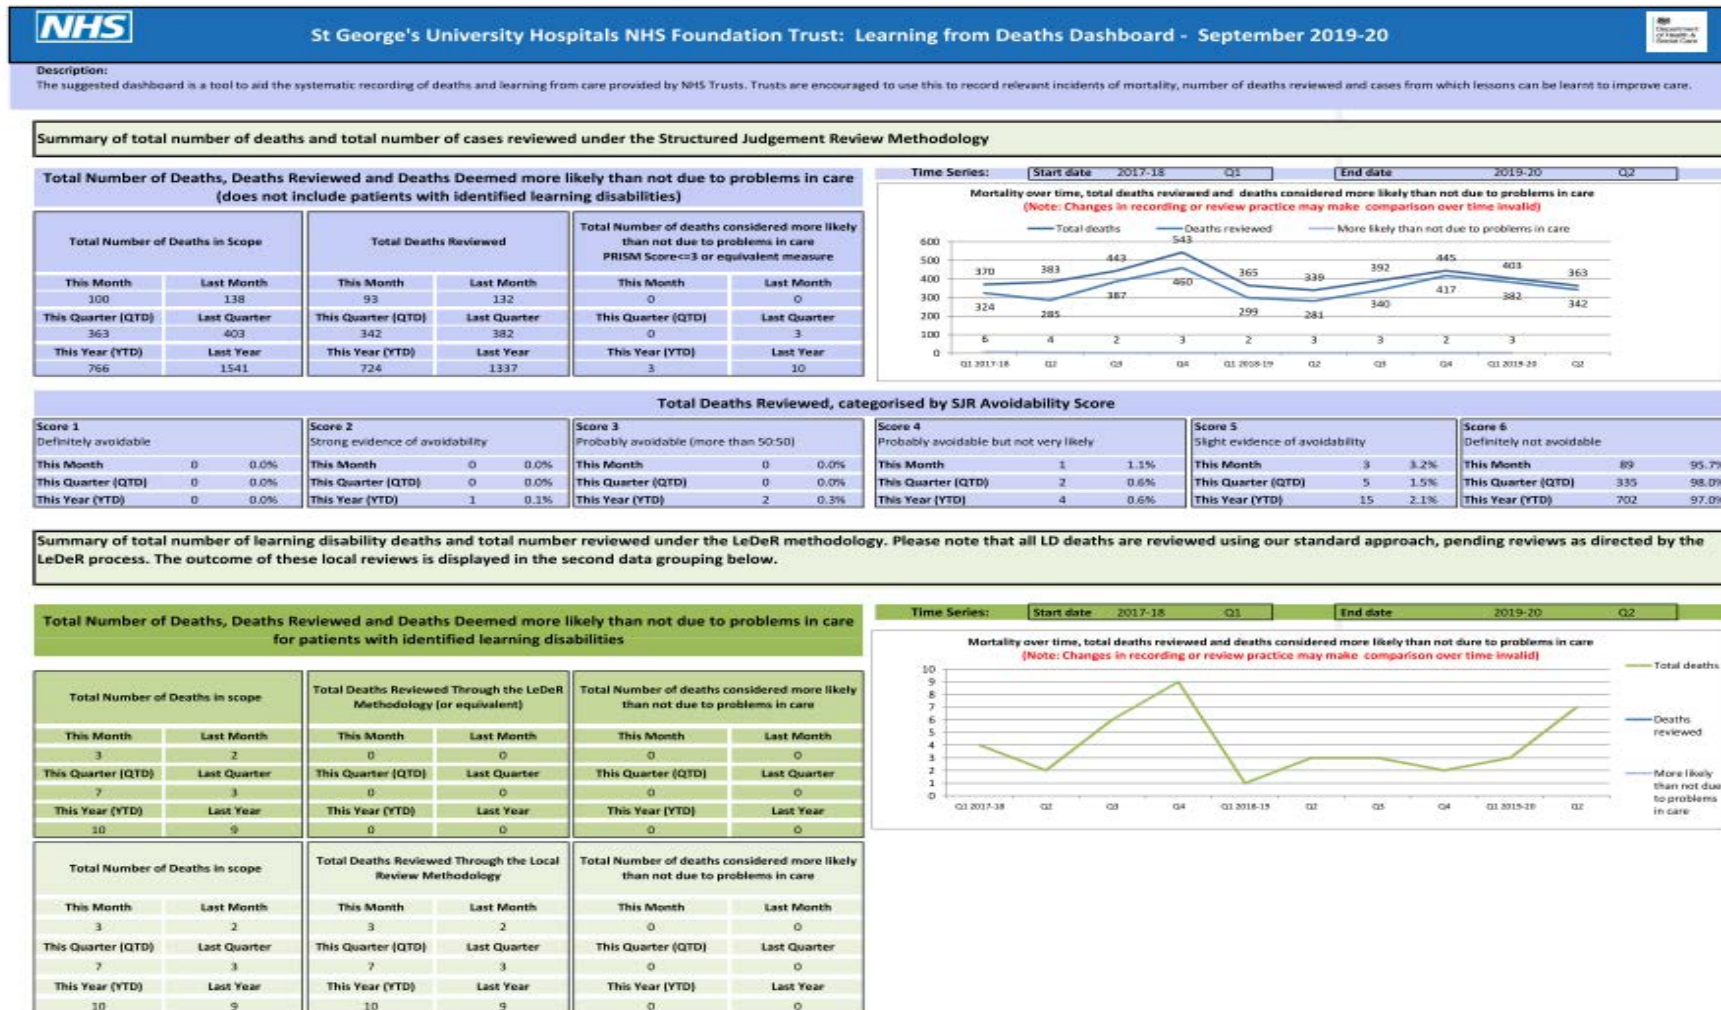 NHS
St George's University Hospitals NHS Foundation Trust: Learning from Deaths Dashboard - September 2019-20
Department of Health & Social Care
Description:
The suggested dashboard is a tool to aid the systematic recording of deaths and learning from care provided by NHS Trusts. Trusts are encouraged to use this to record relevant incidents of mortality, number of deaths reviewed and cases from which lessons can be learnt to improve care.
Summary of total number of deaths and total number of cases reviewed under the Structured Judgement Review Methodology
Total Number of Deaths, Deaths Reviewed and Deaths Deemed more likely than not due to problems in care
(does not include patients with identified learning disabilities)
Total Number of Deaths in Scope
Total Deaths Reviewed
Total Number of deaths considered more likely
than not due to problems in care
PRISM Score<=3 or equivalent measure
This Month Last Month This Month Last Month This Month Last Month
100 138 93 132 0 0
This Quarter (QTD) Last Quarter This Quarter (QTD) Last Quarter This Quarter (QTD) Last Quarter
363 403 342 382 0 3
This Year (YTD) Last Year This Year (YTD) Last Year This Year (YTD) Last Year
766 1541 724 1337 3 10
Time Series: Start date 2017-18 Q1 End date 2019-20 Q2
Mortality over time, total deaths reviewed and deaths considered more likely than not due to problems in care
(Note: Changes in recording or review practice may make comparison over time invalid)
Total deaths Deaths reviewed More likely than not due to problems in care
600
500
400
300
200
100
0
370 383 443 543 365 339 392 445 403 363
324 285 387 460 299 281 340 417 382 342
6 4 2 3 2 3 3 2 3
Q1 2017-18 Q2 Q3 Q4 Q1 2018-19 Q2 Q3 Q4 Q1 2019-20 Q2
Total Deaths Reviewed, categorised by SJR Avoidability Score
Score 1 Score 2 Score 3 Score 4 Score 5 Score 6
Definitely avoidable Strong evidence of avoidability Probably avoidable (more than 50:50) Probably avoidable but not very likely Slight evidence of avoidability Definitely not avoidable
This Month 0 0.0% This Month 0 0.0% This Month 0 0.0% This Month 1 1.1% This Month 3 3.2% This Month 89 95.7%
This Quarter (QTD) 0 0.0% This Quarter (QTD) 0 0.0% This Quarter (QTD) 0 0.0% This Quarter (QTD) 2 0.6% This Quarter (QTD) 5 1.5% This Quarter (QTD) 335 98.0%
This Year (YTD) 0 0.0% This Year (YTD) 1 0.1% This Year (YTD) 2 0.3% This Year (YTD) 4 0.6% This Year (YTD) 15 2.1% This Year (YTD) 702 97.0%
Summary of total number of learning disability deaths and total number reviewed under the LeDeR methodology. Please note that all LD deaths are reviewed using our standard approach, pending reviews as directed by the
LeDeR process. The outcome of these local reviews is displayed in the second data grouping below.
Total Number of Deaths, Deaths Reviewed and Deaths Deemed more likely than not due to problems in care
for patients with identified learning disabilities
Total Number of Deaths in scope
Total Deaths Reviewed Through the LeDeR
Methodology (or equivalent)
Total Number of deaths considered more likely
than not due to problems in care
This Month Last Month This Month Last Month This Month Last Month
3 2 0 0 0 0
This Quarter (QTD) Last Quarter This Quarter (QTD) Last Quarter This Quarter (QTD) Last Quarter
7 3 0 0 0 0
This Year (YTD) Last Year This Year (YTD) Last Year This Year (YTD) Last Year
10 9 0 0 0 0
Total Number of Deaths in scope
Total Deaths Reviewed Through the Local
Review Methodology
Total Number of deaths considered more likely
than not due to problems in care
This Month Last Month This Month Last Month This Month Last Month
3 2 3 2 0 0
This Quarter (QTD) Last Quarter This Quarter (QTD) Last Quarter This Quarter (QTD) Last Quarter
7 3 7 3 0 0
This Year (YTD) Last Year This Year (YTD) Last Year This Year (YTD) Last Year
10 9 10 9 0 0
Time Series: Start date 2017-18 Q1 End date 2019-20 Q2
Mortality over time, total deaths reviewed and deaths considered more likely than not dure to problems in care
(Note: Changes in recording or review practice may make comparison over time invalid)
10
9
8
7
6
5
4
3
2
1
0
Q1 2017-18 Q2 Q3 Q4 Q1 2018-19 Q2 Q3 Q4 Q1 2019-20 Q2
Total deaths
Deaths
reviewed
More likely
than not due
to problems
in care